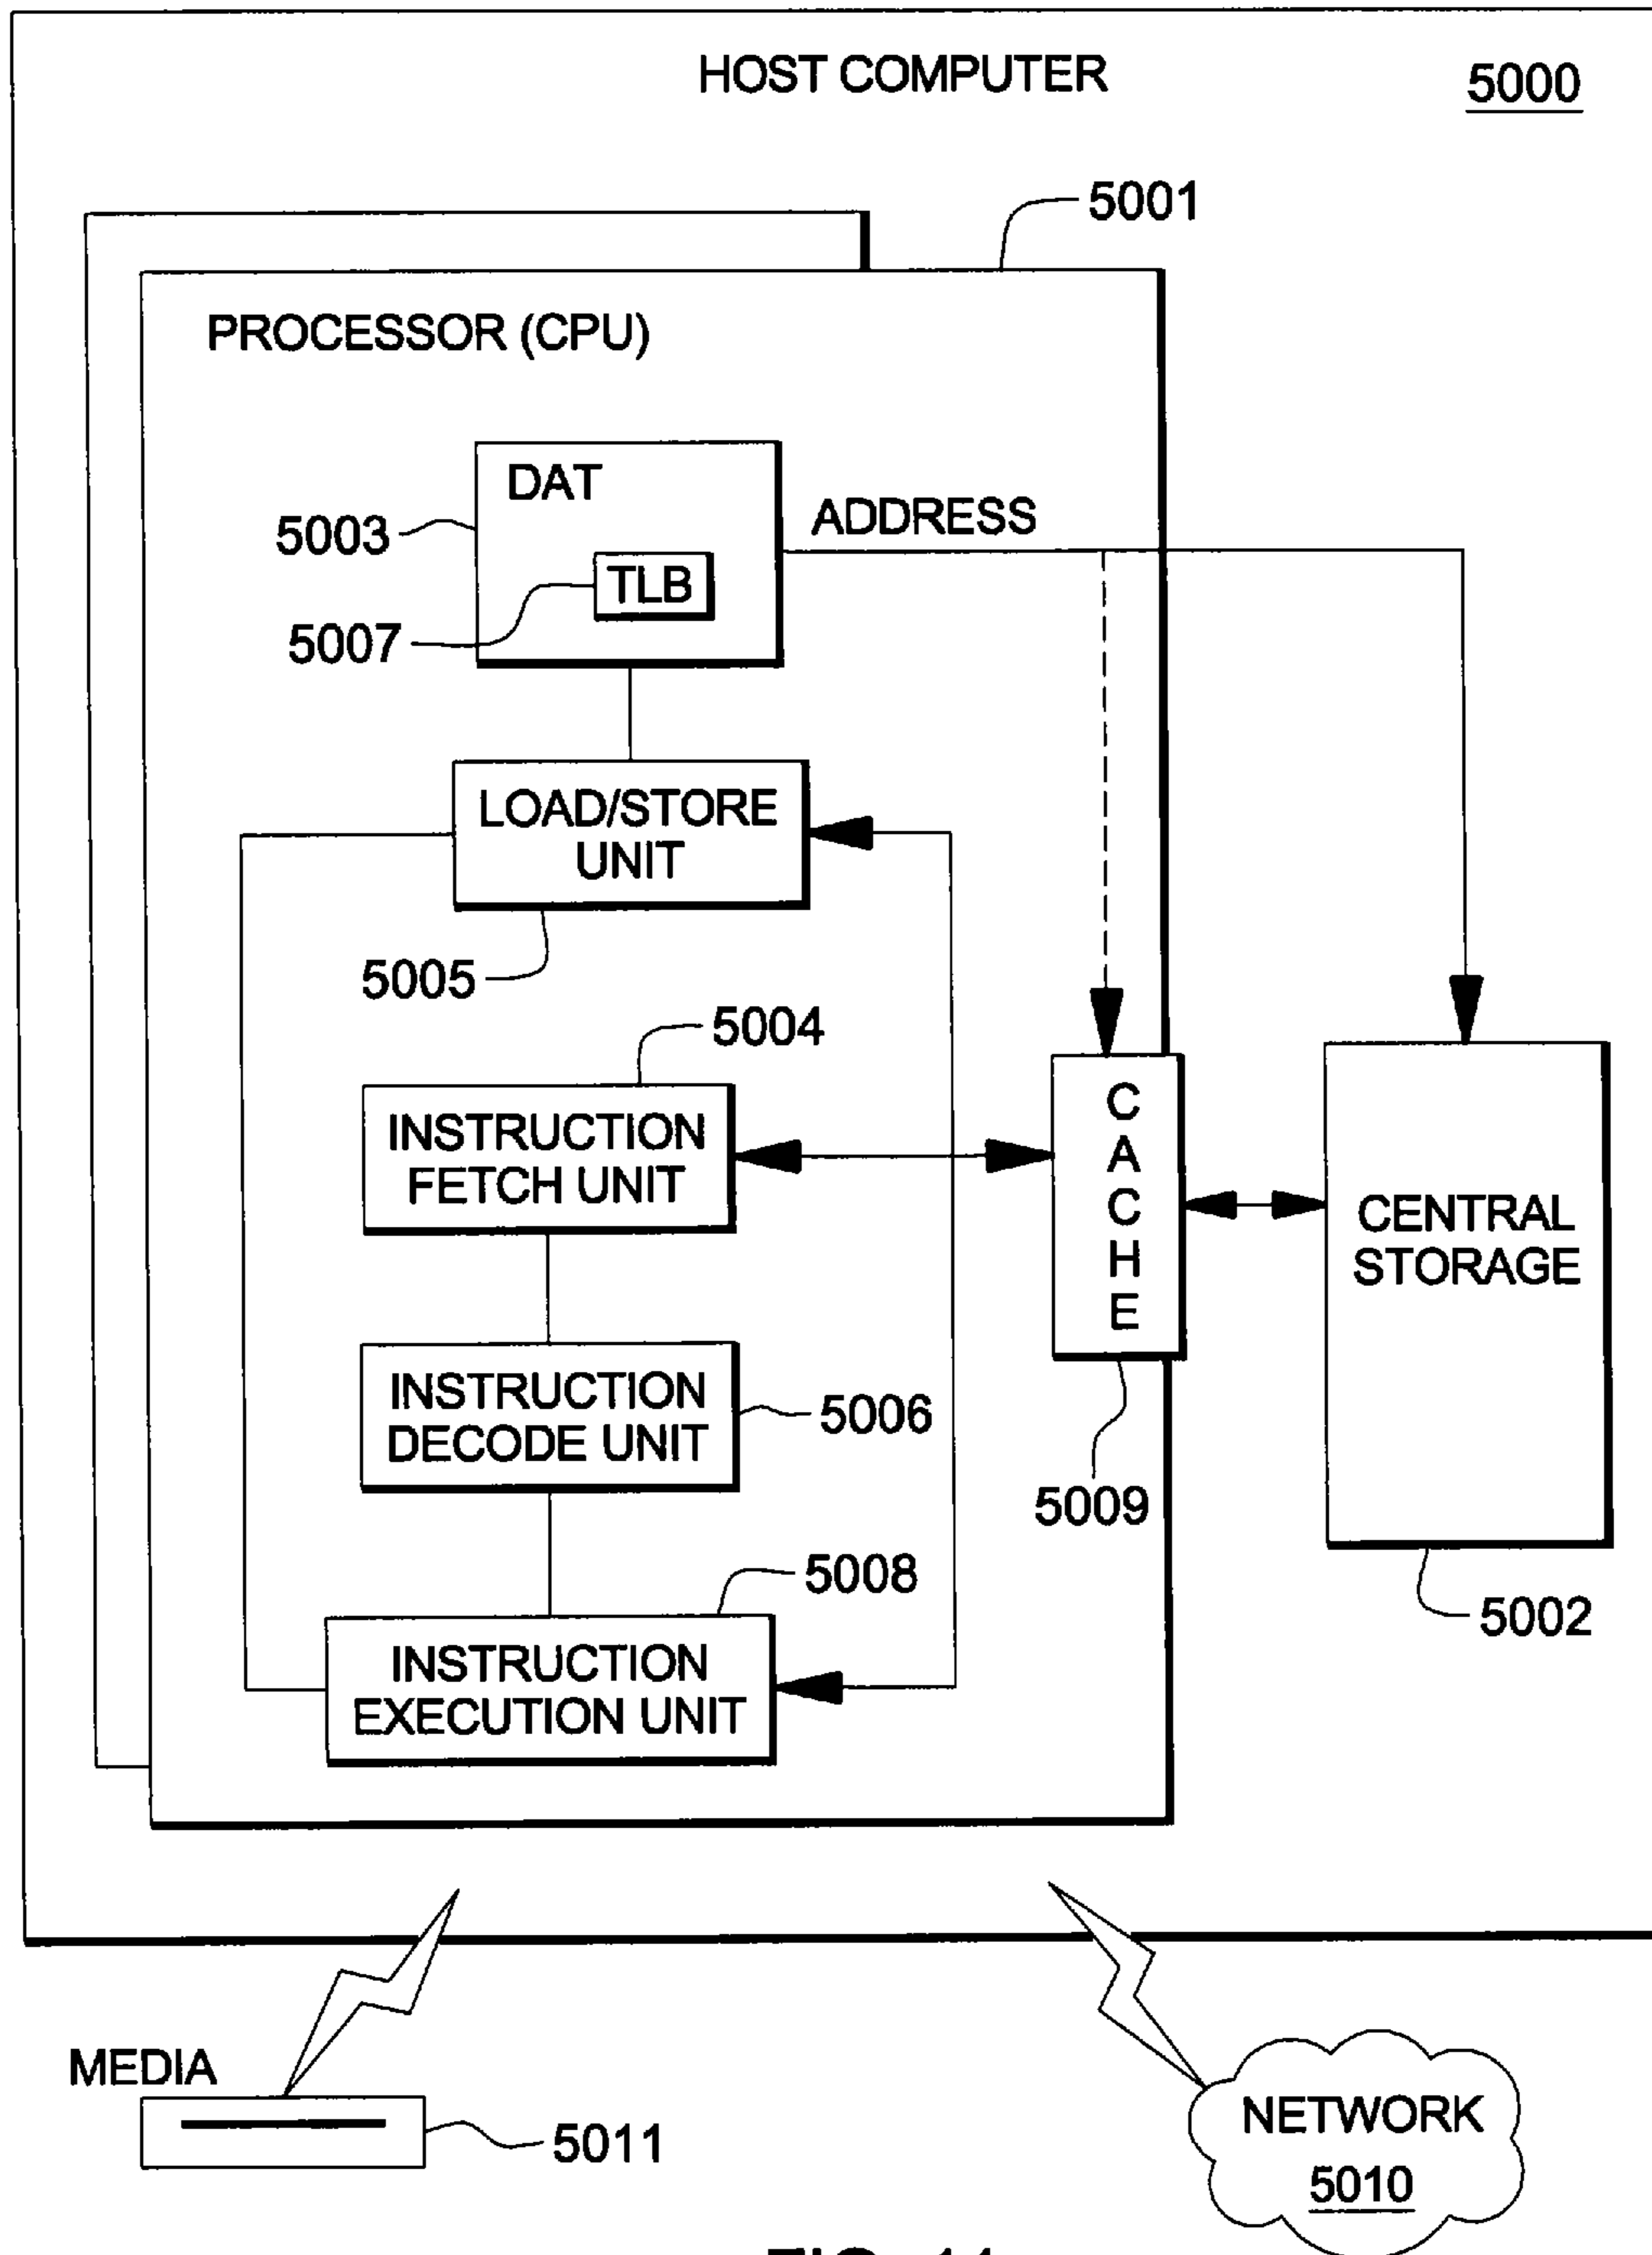 HOST COMPUTER
5000
5001
PROCESSOR (CPU)
DAT
ADDRESS
5003
TLB
5007
LOAD/STORE
UNIT
5005
5004
INSTRUCTION
FETCH UNIT
CACHE
CENTRAL
STORAGE
INSTRUCTION
DECODE UNIT
5006
5009
5008
5002
INSTRUCTION
EXECUTION UNIT
MEDIA
5011
NETWORK
5010